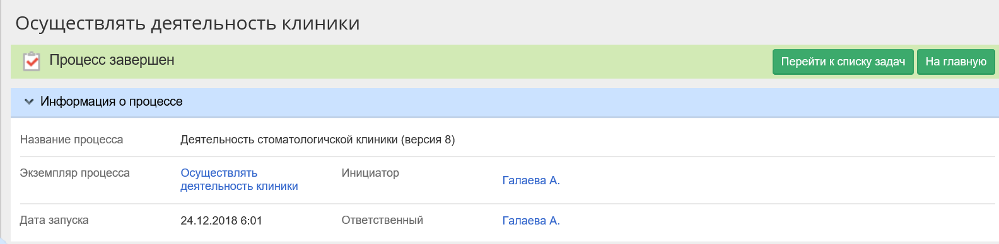 Осуществлять деятельность клиники
Процесс завершен
Перейти к списку задач
На главную
Информация о процессе
Название процесса
Деятельность стоматологичской клиники (версия 8)
Экземпляр процесса
Осуществлять
деятельность клиники
Инициатор
Галаева А.
Дата запуска
24.12.2018 6:01
Ответственный
Галаева А.